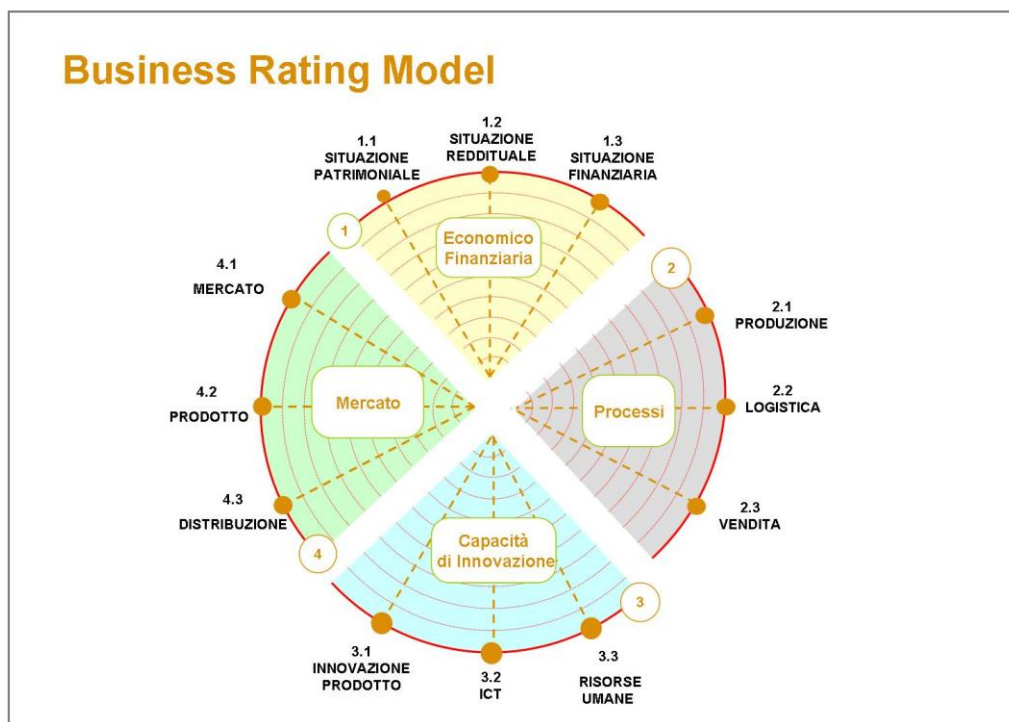 Business Rating Model
1.1
SITUAZIONE
PATRIMONIALE
1.2
SITUAZIONE
REDDITUALE
1.3
SITUAZIONE
FINANZIARIA
1
Economico
Finanziaria
2
2.1
PRODUZIONE
2.2
LOGISTICA
2.3
VENDITA
Processi
3
Capacità
di Innovazione
3.1
INNOVAZIONE
PRODOTTO
3.2
ICT
3.3
RISORSE
UMANE
4
Mercato
4.1
MERCATO
4.2
PRODOTTO
4.3
DISTRIBUZIONE